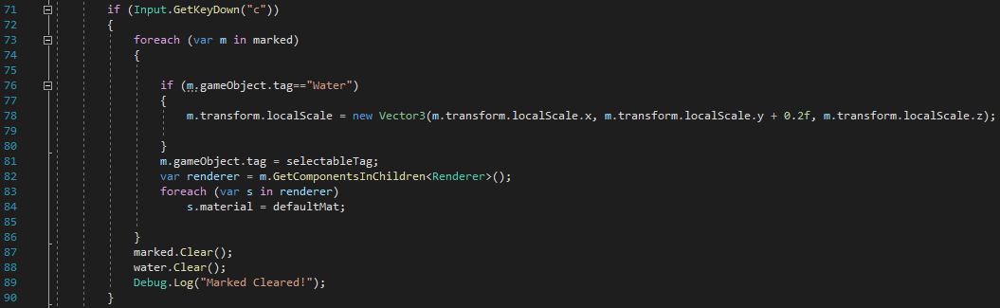 71 if (Input.GetKeyDown("c"))
72 {
73 foreach (var m in marked)
74 {
75
76 if (m.gameObject.tag=="Water")
77 {
78 m.transform.localScale = new Vector3(m.transform.localScale.x, m.transform.localScale.y + 0.2f, m.transform.localScale.z);
79
80 }
81 m.gameObject.tag = selectableTag;
82 var renderer = m.GetComponentsInChildren<Renderer>();
83 foreach (var s in renderer)
84 s.material = defaultMat;
85
86 }
87 marked.Clear();
88 water.Clear();
89 Debug.Log("Marked Cleared!");
90 }